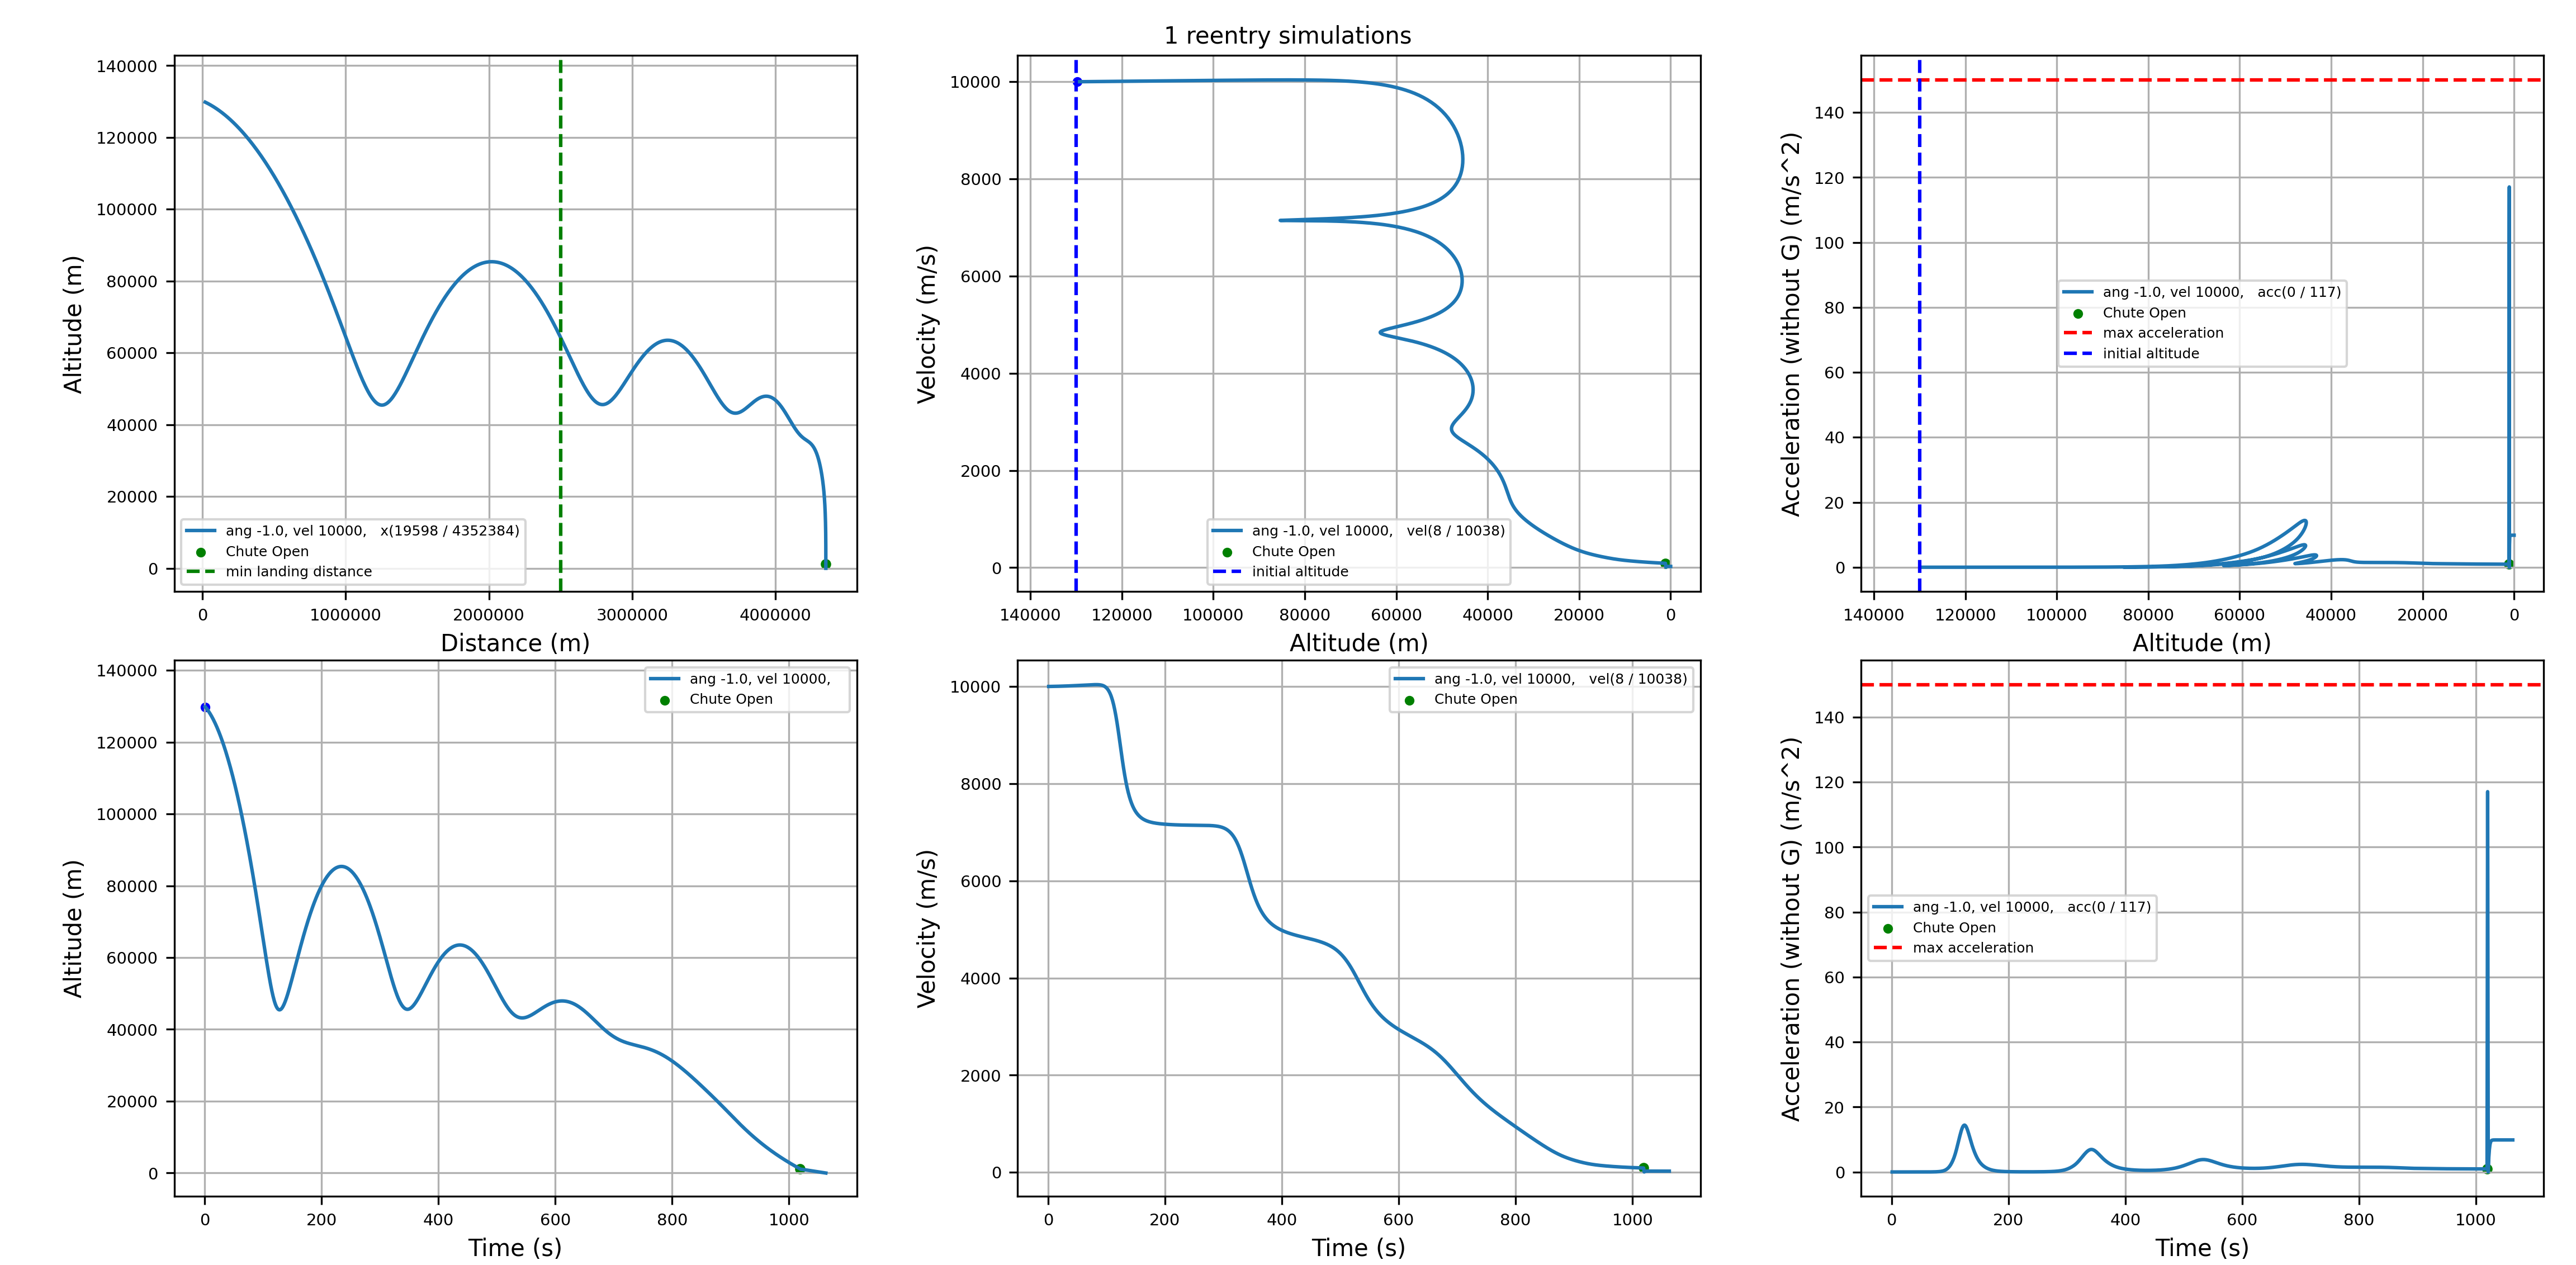 1 reentry simulations
140000
120000
100000
80000
60000
40000
20000
0
Altitude (m)
ang -1.0, vel 10000,   x(19598 / 4352384)
Chute Open
min landing distance
0 1000000 2000000 3000000 4000000
Distance (m)
10000
8000
6000
4000
2000
0
Velocity (m/s)
ang -1.0, vel 10000,   vel(8 / 10038)
Chute Open
initial altitude
140000 120000 100000 80000 60000 40000 20000 0
Altitude (m)
140
120
100
80
60
40
20
0
Acceleration (without G) (m/s^2)
ang -1.0, vel 10000,   acc(0 / 117)
Chute Open
max acceleration
initial altitude
140000 120000 100000 80000 60000 40000 20000 0
Altitude (m)
140000
120000
100000
80000
60000
40000
20000
0
Altitude (m)
ang -1.0, vel 10000,
Chute Open
0 200 400 600 800 1000
Time (s)
10000
8000
6000
4000
2000
0
Velocity (m/s)
ang -1.0, vel 10000,   vel(8 / 10038)
Chute Open
0 200 400 600 800 1000
Time (s)
140
120
100
80
60
40
20
0
Acceleration (without G) (m/s^2)
ang -1.0, vel 10000,   acc(0 / 117)
Chute Open
max acceleration
0 200 400 600 800 1000
Time (s)